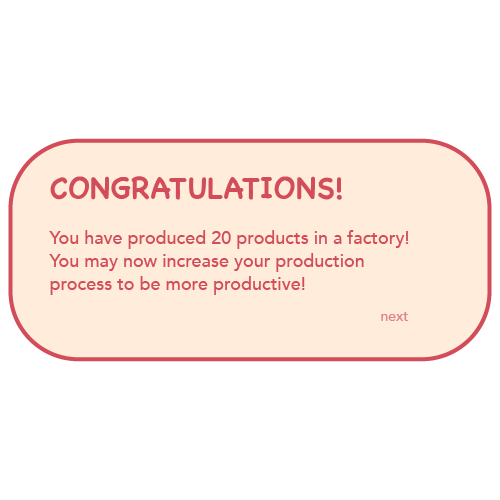 CONGRATULATIONS!
You have produced 20 products in a factory!
You may now increase your production
process to be more productive!
next